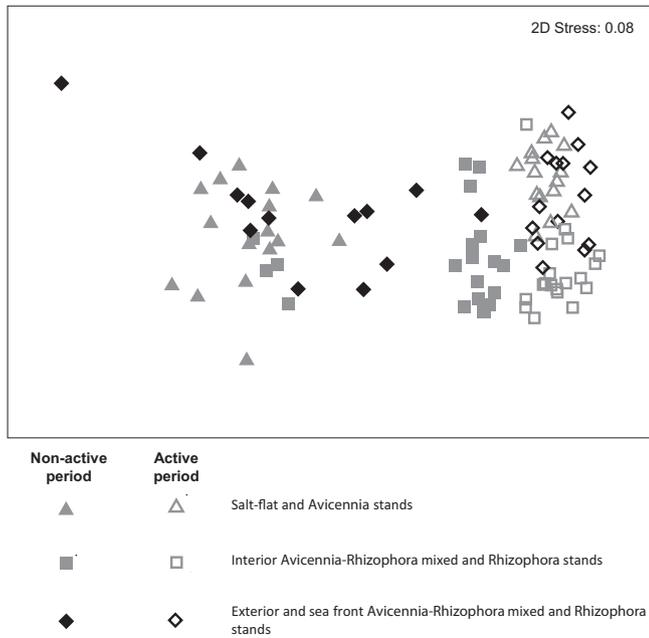 2D Stress: 0.08
Non-active period
Active period
Salt-flat and Avicennia stands
Interior Avicennia-Rhizophora mixed and Rhizophora stands
Exterior and sea front Avicennia-Rhizophora mixed and Rhizophora
stands